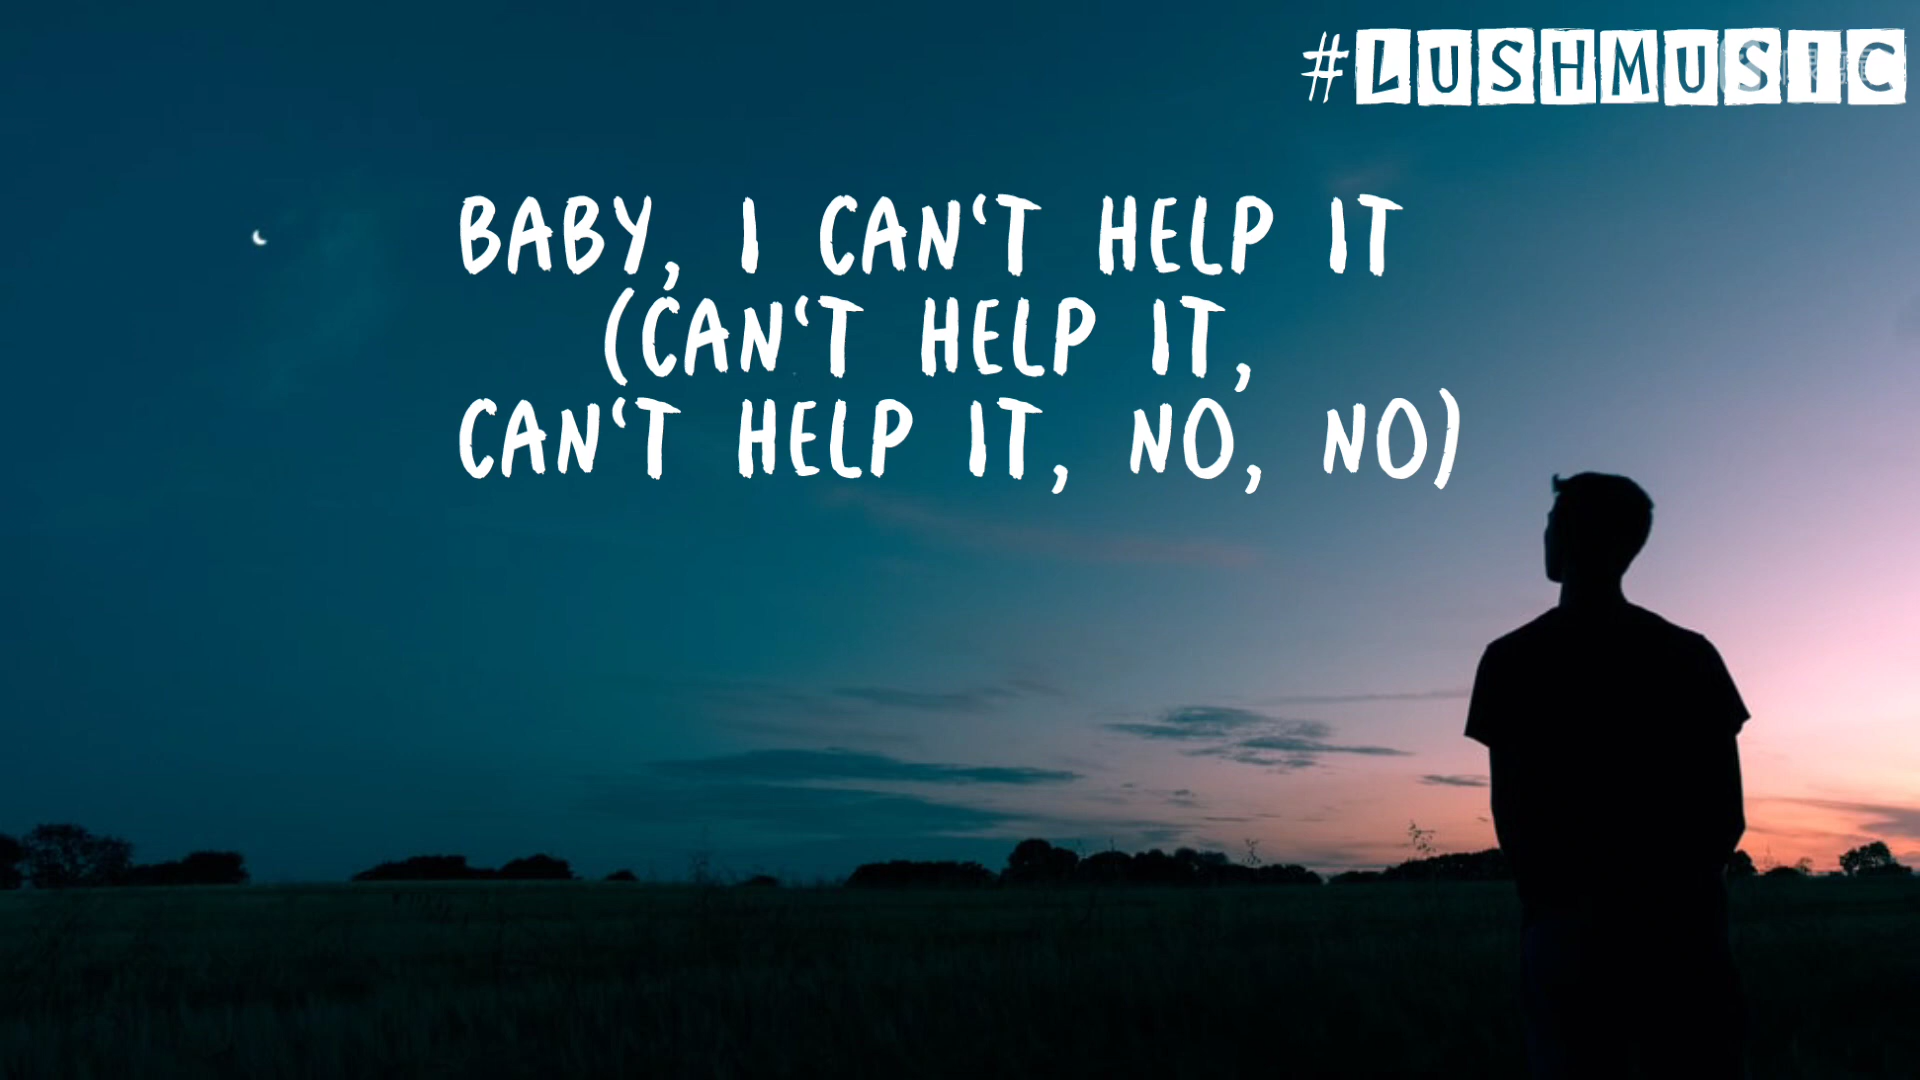 #LUSHMUSIC
BABY, I CAN‘T HELP IT
(CAN‘T HELP IT,
CAN‘T HELP IT, NO, NO)